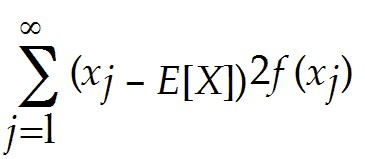 ∞
∑ (xj – E[X])2f (xj)
j=1